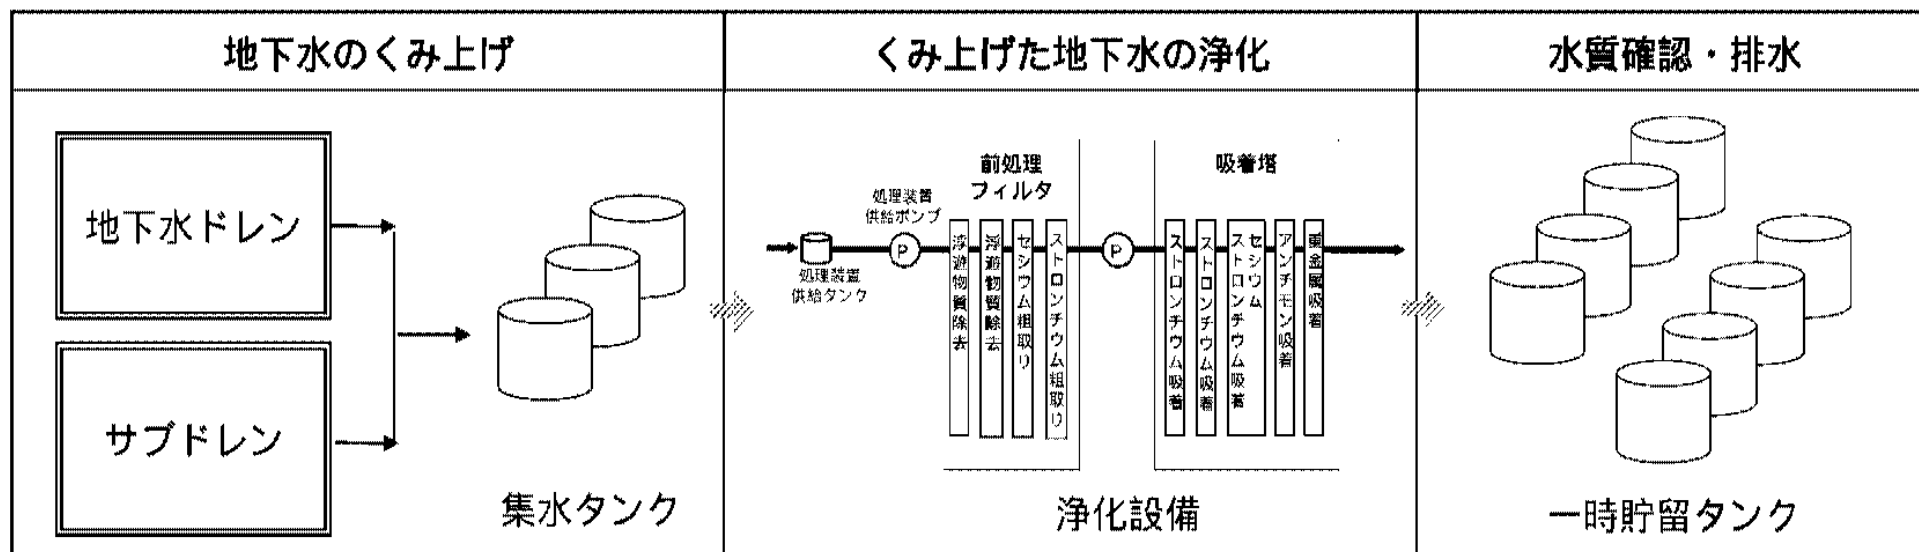 地下水のくみ上げ
くみ上げた地下水の浄化
水質確認・排水
地下水ドレン
サブドレン
集水タンク
処理装置
供給タンク
処理装置
供給ポンプ
P
前処理
フィルタ
浮遊物質除去
浮遊物質除去
セシウム粗取り
ストロンチウム粗取り
P
吸着塔
ストロンチウム吸着
ストロンチウム吸着
セシウム
ストロンチウム吸着
アンチモン吸着
重金属吸着
浄化設備
一時貯留タンク